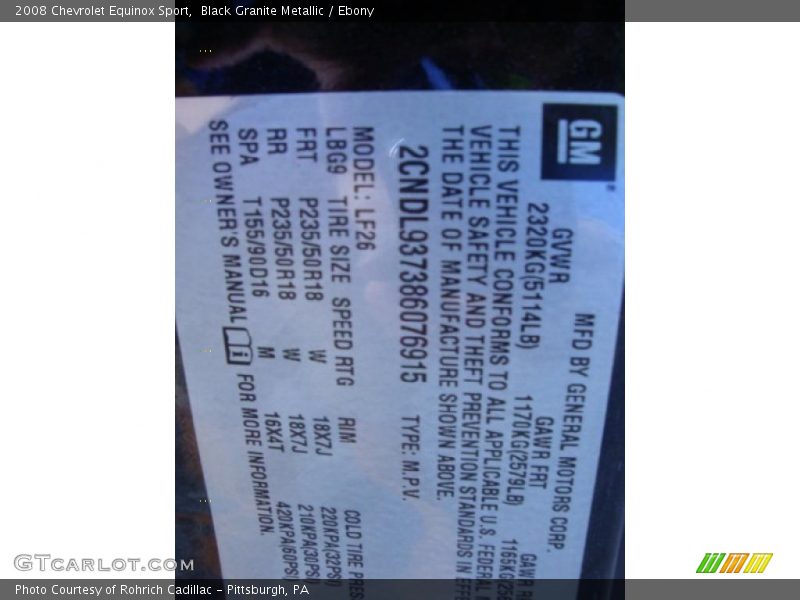 2008 Chevrolet Equinox Sport,  Black Granite Metallic / Ebony
GM
MFD BY GENERAL MOTORS CORP.
GVWR GAWR FRT GAWR
2320KG(5114LB) 1170KG(2579LB)
THIS VEHICLE CONFORMS TO ALL APPLICABLE U.S. FEDERAL
VEHICLE SAFETY AND THEFT PREVENTION STANDARDS IN
THE DATE OF MANUFACTURE SHOWN ABOVE.
2CNDL937386076915 TYPE: M.P.V.
MODEL: LF26
LBG9 TIRE SIZE SPEED RTG RIM COLD TIRE
FRT P235/50R18 W 18X7J 220KPA(32PSI)
RR P235/50R18 W 18X7J 210KPA(30PSI)
SPA T155/90D16 M 16X4T 420KPA(60PSI)
SEE OWNER'S MANUAL FOR MORE INFORMATION.
GTCarLot.com
Photo Courtesy of Rohrich Cadillac - Pittsburgh, PA